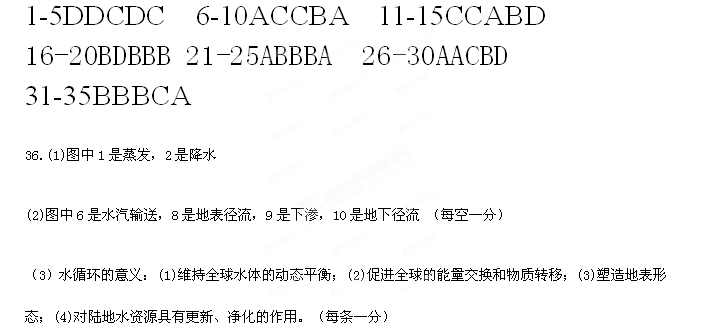 1-5DDCDC 6-10ACCBA 11-15CCABD
16-20BDBBB 21-25ABBBA 26-30AACBD
31-35BBBCA
36.(1)图中1是蒸发，2是降水
(2)图中6是水汽输送，8是地表径流，9是下渗，10是地下径流 （每空一分）
（3）水循环的意义：(1)维持全球水体的动态平衡；(2)促进全球的能量交换和物质转移；(3)塑造地表形
态；(4)对陆地水资源具有更新、净化的作用。（每条一分）